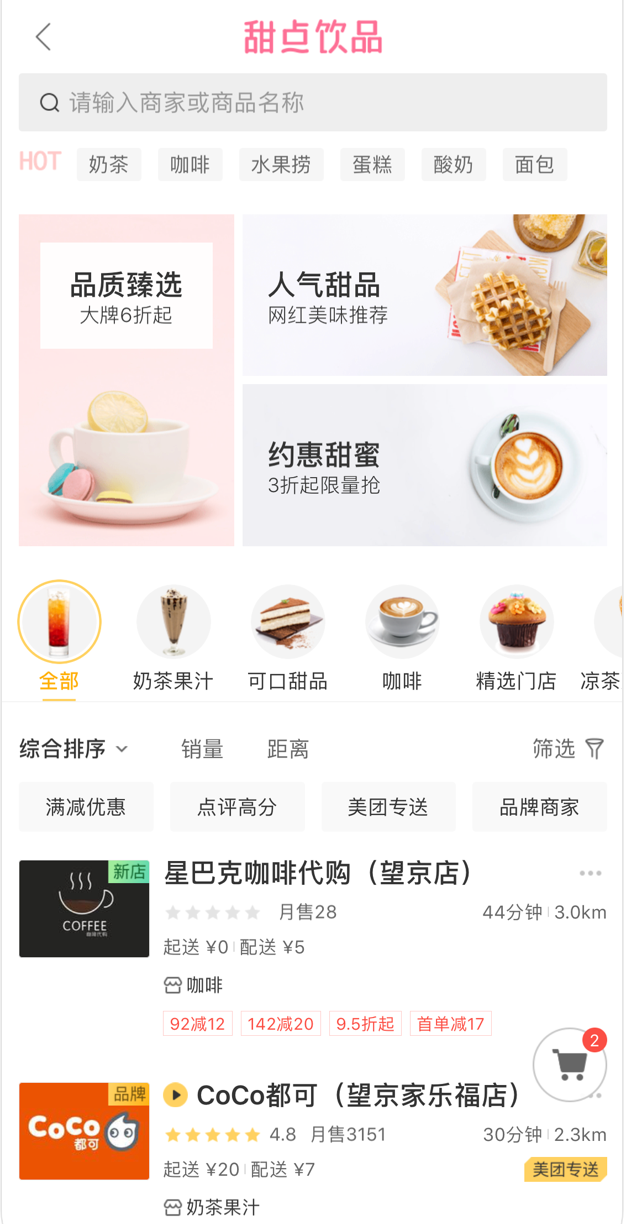 甜点饮品
请输入商家或商品名称
HOT 奶茶 咖啡 水果捞 蛋糕 酸奶 面包
品质臻选
大牌6折起
人气甜品
网红美味推荐
约惠甜蜜
3折起限量抢
全部 奶茶果汁 可口甜品 咖啡 精选门店 凉茶
综合排序 销量 距离 筛选
满减优惠 点评高分 美团专送 品牌商家
新店
COFFEE
咖啡代购
星巴克咖啡代购（望京店）
月售28 44分钟 3.0km
起送 ¥0 配送 ¥5
咖啡
92减12 142减20 9.5折起 首单减17
2
品牌
CoCo
都可
CoCo都可（望京家乐福店）
4.8 月售3151 30分钟 2.3km
起送 ¥20 配送 ¥7 美团专送
奶茶果汁